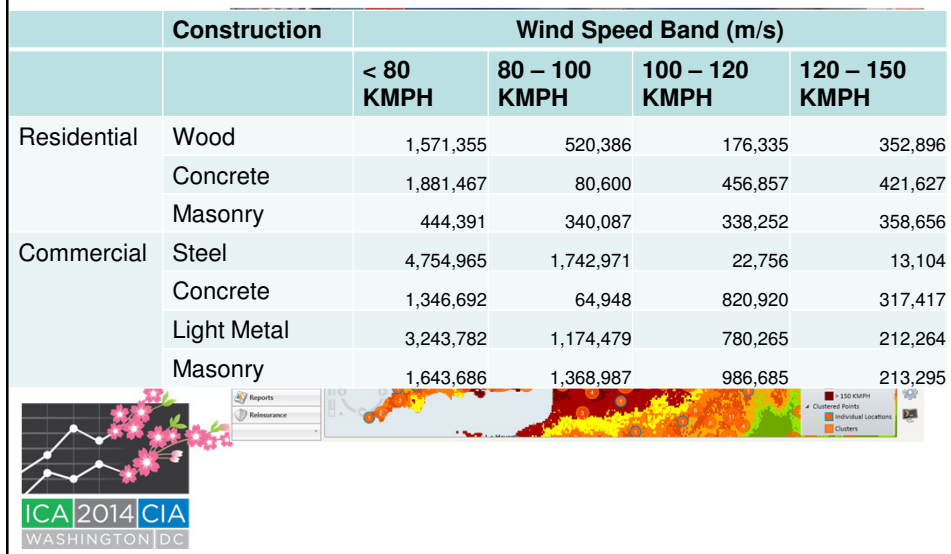 Construction Wind Speed Band (m/s)
< 80 KMPH 80 – 100 KMPH 100 – 120 KMPH 120 – 150 KMPH
Residential Wood 1,571,355 520,386 176,335 352,896
Concrete 1,881,467 80,600 456,857 421,627
Masonry 444,391 340,087 338,252 358,656
Commercial Steel 4,754,965 1,742,971 22,756 13,104
Concrete 1,346,692 64,948 820,920 317,417
Light Metal 3,243,782 1,174,479 780,265 212,264
Masonry 1,643,686 1,368,987 986,685 213,295
Reports
Reinsurance
> 150 KMPH
Clustered Points
Individual Locations
Clusters
ICA 2014 CIA
WASHINGTON DC